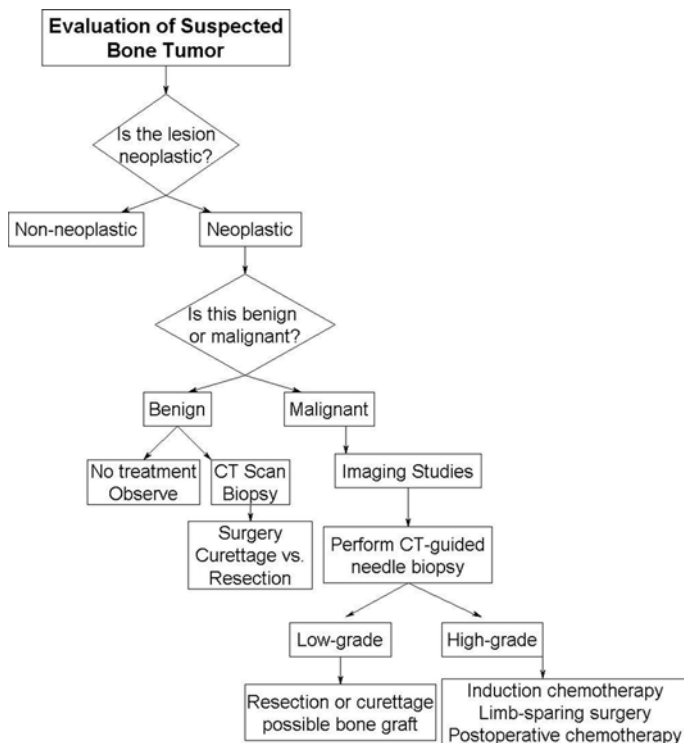 Evaluation of Suspected
Bone Tumor
Is the lesion
neoplastic?
Non-neoplastic
Neoplastic
Is this benign
or malignant?
Benign
Malignant
No treatment
Observe
CT Scan
Biopsy
Imaging Studies
Surgery
Curettage vs.
Resection
Perform CT-guided
needle biopsy
Low-grade
High-grade
Resection or curettage
possible bone graft
Induction chemotherapy
Limb-sparing surgery
Postoperative chemotherapy